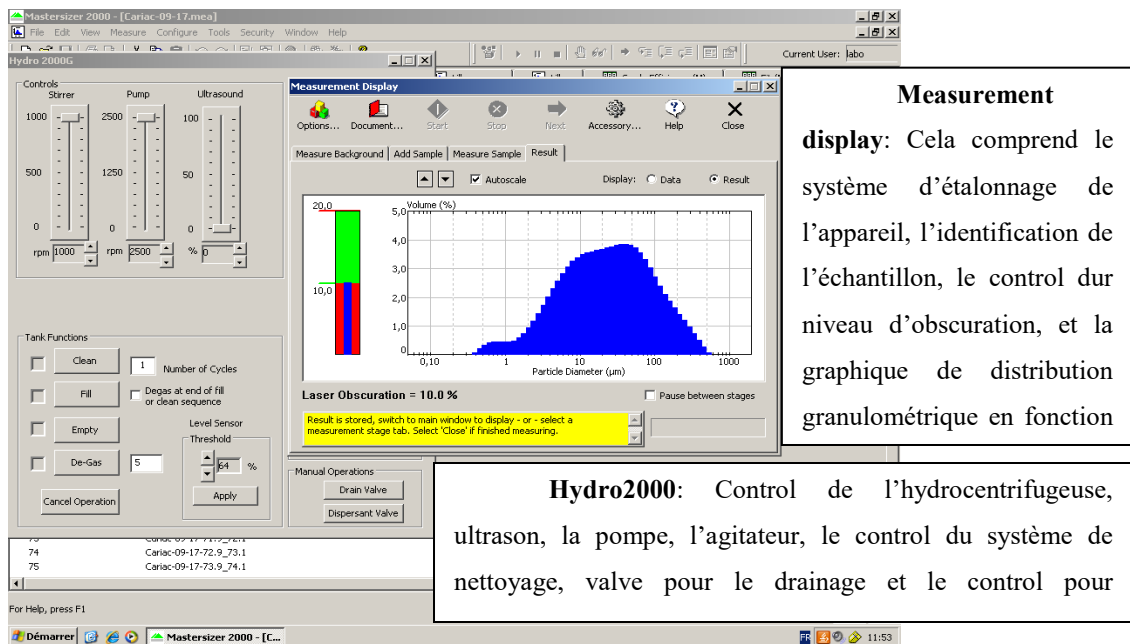 Mastersizer 2000 - [Cariac-09-17.mea]
File Edit View Measure Configure Tools Security Window Help
Current User: labo
Hydro 2000G
Controls
Stirrer Pump Ultrasound
1000 2500 100
500 1250 50
0 0 0
rpm 1000 rpm 2500 % 0
Tank Functions
Clean 1 Number of Cycles
Fill Degas at end of fill
or clean sequence
Empty Level Sensor
Threshold
De-Gas 5 64 %
Cancel Operation Apply
Manual Operations
Drain Valve
Dispersant Valve
Measurement Display
Options... Document... Start Stop Next Accessory... Help Close
Measure Background Add Sample Measure Sample Result
Autoscale Display: Data Result
20,0
10,0
Volume (%)
5,0
4,0
3,0
2,0
1,0
0
0,10 1 10 100 1000
Particle Diameter (µm)
Laser Obscuration = 10.0 % Pause between stages
Result is stored, switch to main window to display - or - select a
measurement stage tab. Select 'Close' if finished measuring.
74 Cariac-09-17-72.9_73.1
75 Cariac-09-17-73.9_74.1
For Help, press F1
Démarrer Mastersizer 2000 - [C... FR 11:53
Measurement
display: Cela comprend le
système d'étalonnage de
l'appareil, l'identification de
l'échantillon, le control dur
niveau d'obscuration, et la
graphique de distribution
granulométrique en fonction
Hydro2000: Control de l'hydrocentrifugeuse,
ultrason, la pompe, l'agitateur, le control du système de
nettoyage, valve pour le drainage et le control pour